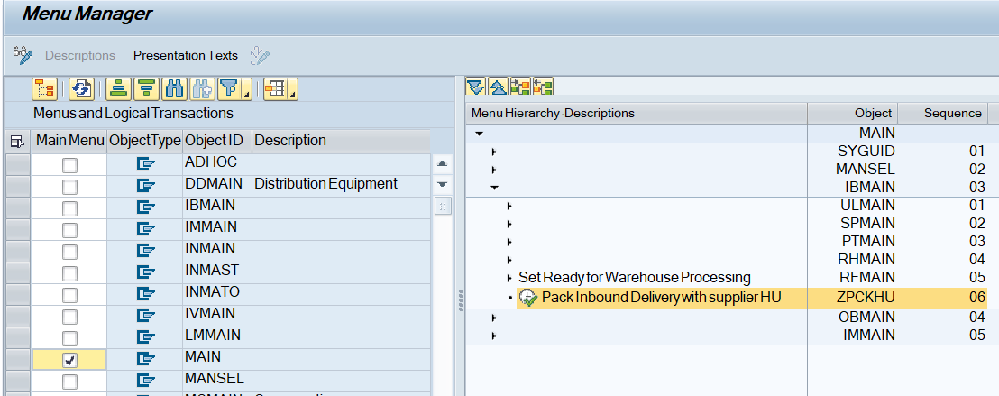 Menu Manager
Descriptions Presentation Texts
Menus and Logical Transactions
Main Menu ObjectType Object ID Description
ADHOC
DDMAIN Distribution Equipment
IBMAIN
IMMAIN
INMAIN
INMAST
INMATO
IVMAIN
LMMAIN
MAIN
MANSEL
Menu Hierarchy Descriptions Object Sequence
MAIN
SYGUID 01
MANSEL 02
IBMAIN 03
ULMAIN 01
SPMAIN 02
PTMAIN 03
RHMAIN 04
Set Ready for Warehouse Processing RFMAIN 05
Pack Inbound Delivery with supplier HU ZPCKHU 06
OBMAIN 04
IMMAIN 05